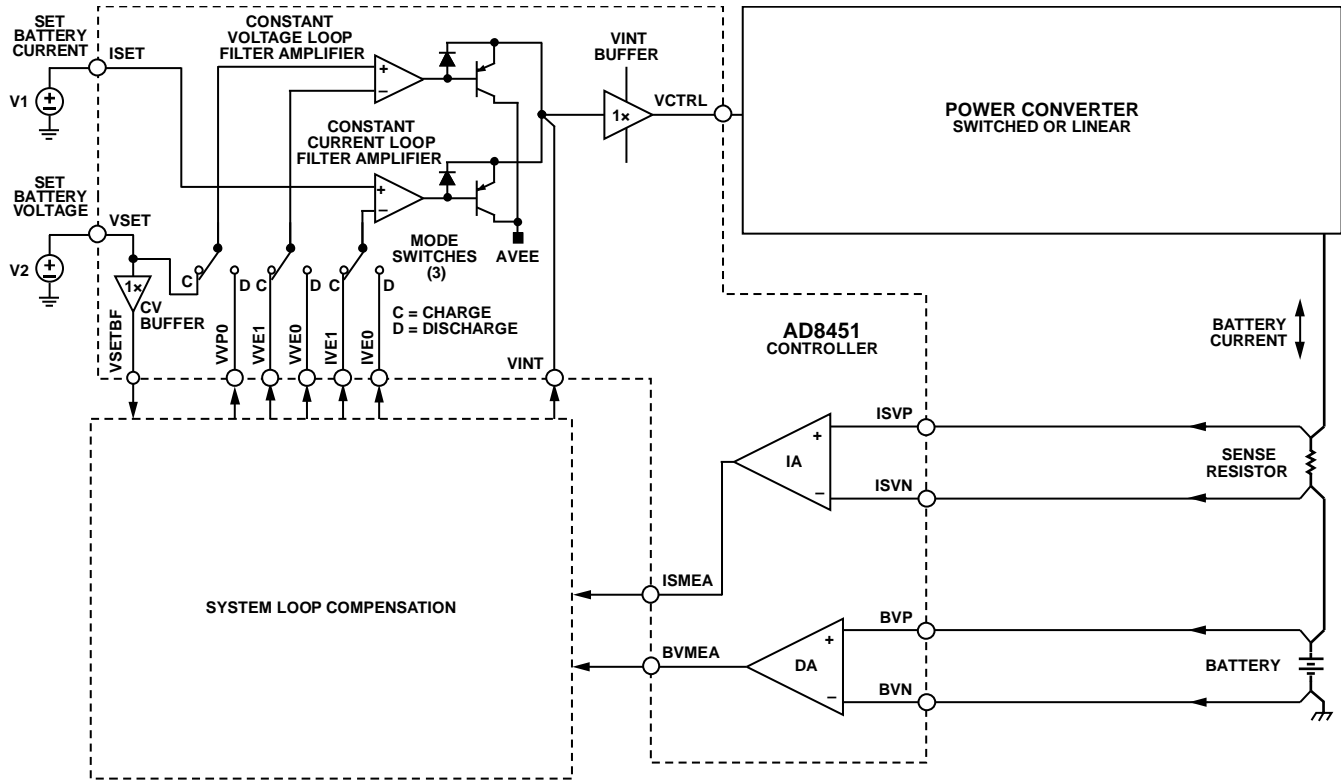 SET
BATTERY
CURRENT
ISET
V1
CONSTANT
VOLTAGE LOOP
FILTER AMPLIFIER
+
−
CONSTANT
CURRENT LOOP
FILTER AMPLIFIER
+
−
VINT
BUFFER
1×
VCTRL
POWER CONVERTER
SWITCHED OR LINEAR
SET
BATTERY
VOLTAGE
VSET
V2
1×
CV
BUFFER
C
D
C
D
C
D
MODE
SWITCHES
(3)
AVEE
C = CHARGE
D = DISCHARGE
VSETBF
VVP0
VVE1
VVE0
IVE1
IVE0
VINT
AD8451
CONTROLLER
BATTERY
CURRENT
ISVP
+
IA
−
ISVN
SENSE
RESISTOR
SYSTEM LOOP COMPENSATION
ISMEA
BVP
+
BVMEA
DA
−
BVN
BATTERY